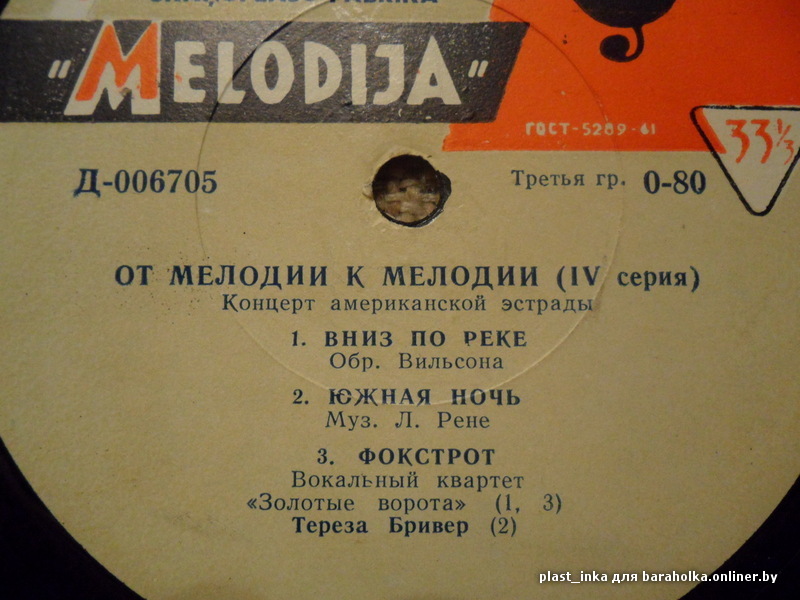 "MELODIJA"
ГОСТ-5289-61
33⅓
Д-006705
Третья гр. 0-80
ОТ МЕЛОДИИ К МЕЛОДИИ (IV серия)
Концерт американской эстрады
1. ВНИЗ ПО РЕКЕ
Обр. Вильсона
2. ЮЖНАЯ НОЧЬ
Муз. Л. Рене
3. ФОКСТРОТ
Вокальный квартет
«Золотые ворота» (1, 3)
Тереза Бривер (2)
plast_inka для baraholka.onliner.by